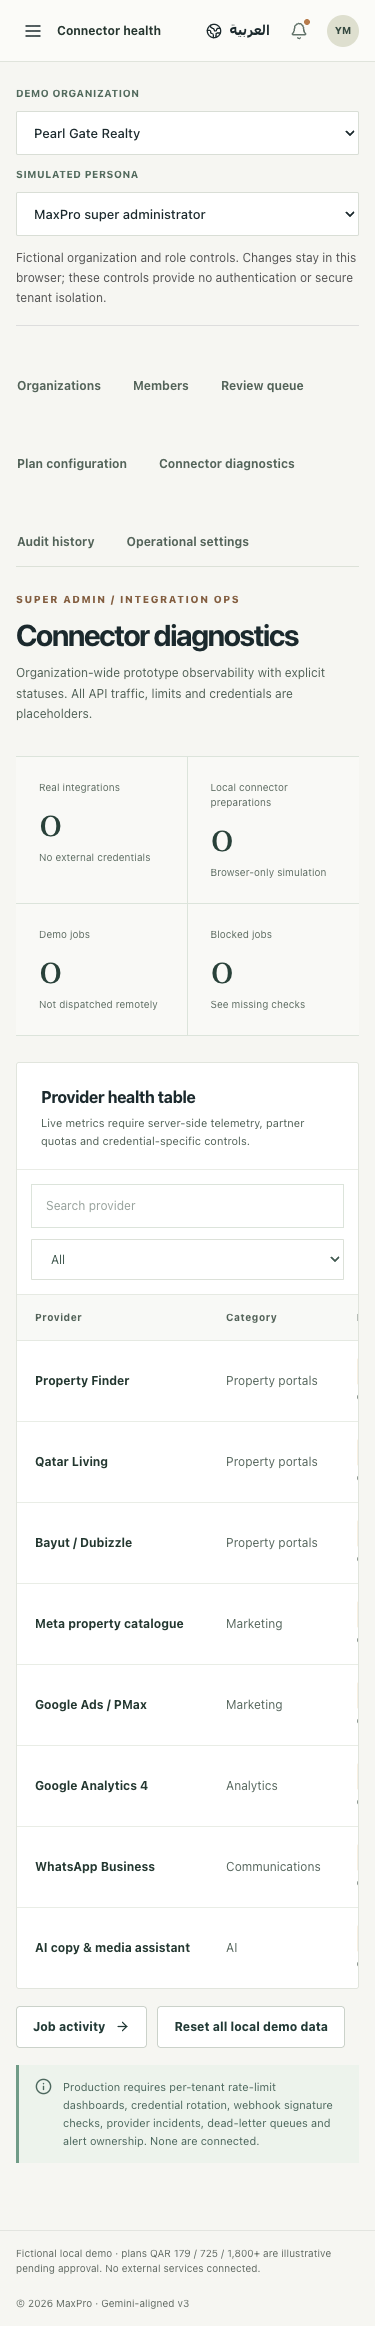 Connector health
العربية
YM
DEMO ORGANIZATION
Pearl Gate Realty
SIMULATED PERSONA
MaxPro super administrator
Fictional organization and role controls. Changes stay in this
browser; these controls provide no authentication or secure
tenant isolation.
Organizations Members Review queue
Plan configuration Connector diagnostics
Audit history Operational settings
SUPER ADMIN / INTEGRATION OPS
Connector diagnostics
Organization-wide prototype observability with explicit
statuses. All API traffic, limits and credentials are
placeholders.
Real integrations
0
No external credentials
Local connector
preparations
0
Browser-only simulation
Demo jobs
0
Not dispatched remotely
Blocked jobs
0
See missing checks
Provider health table
Live metrics require server-side telemetry, partner
quotas and credential-specific controls.
Search provider
All
Provider Category
Property Finder Property portals
Qatar Living Property portals
Bayut / Dubizzle Property portals
Meta property catalogue Marketing
Google Ads / PMax Marketing
Google Analytics 4 Analytics
WhatsApp Business Communications
AI copy & media assistant AI
Job activity → Reset all local demo data
Production requires per-tenant rate-limit
dashboards, credential rotation, webhook signature
checks, provider incidents, dead-letter queues and
alert ownership. None are connected.
Fictional local demo · plans QAR 179 / 725 / 1,800+ are illustrative
pending approval. No external services connected.
© 2026 MaxPro · Gemini-aligned v3